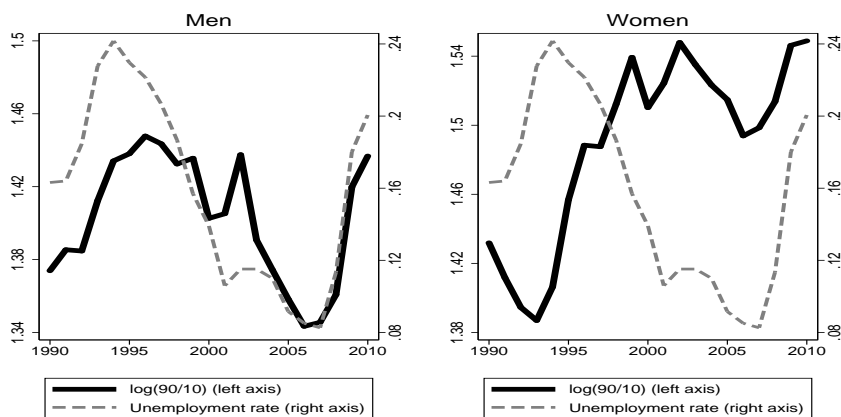 Men
1.5
1.46
1.42
1.38
1.34
.24
.2
.16
.12
.08
1990 1995 2000 2005 2010
log(90/10) (left axis)
Unemployment rate (right axis)
Women
1.54
1.5
1.46
1.42
1.38
.24
.2
.16
.12
.08
1990 1995 2000 2005 2010
log(90/10) (left axis)
Unemployment rate (right axis)